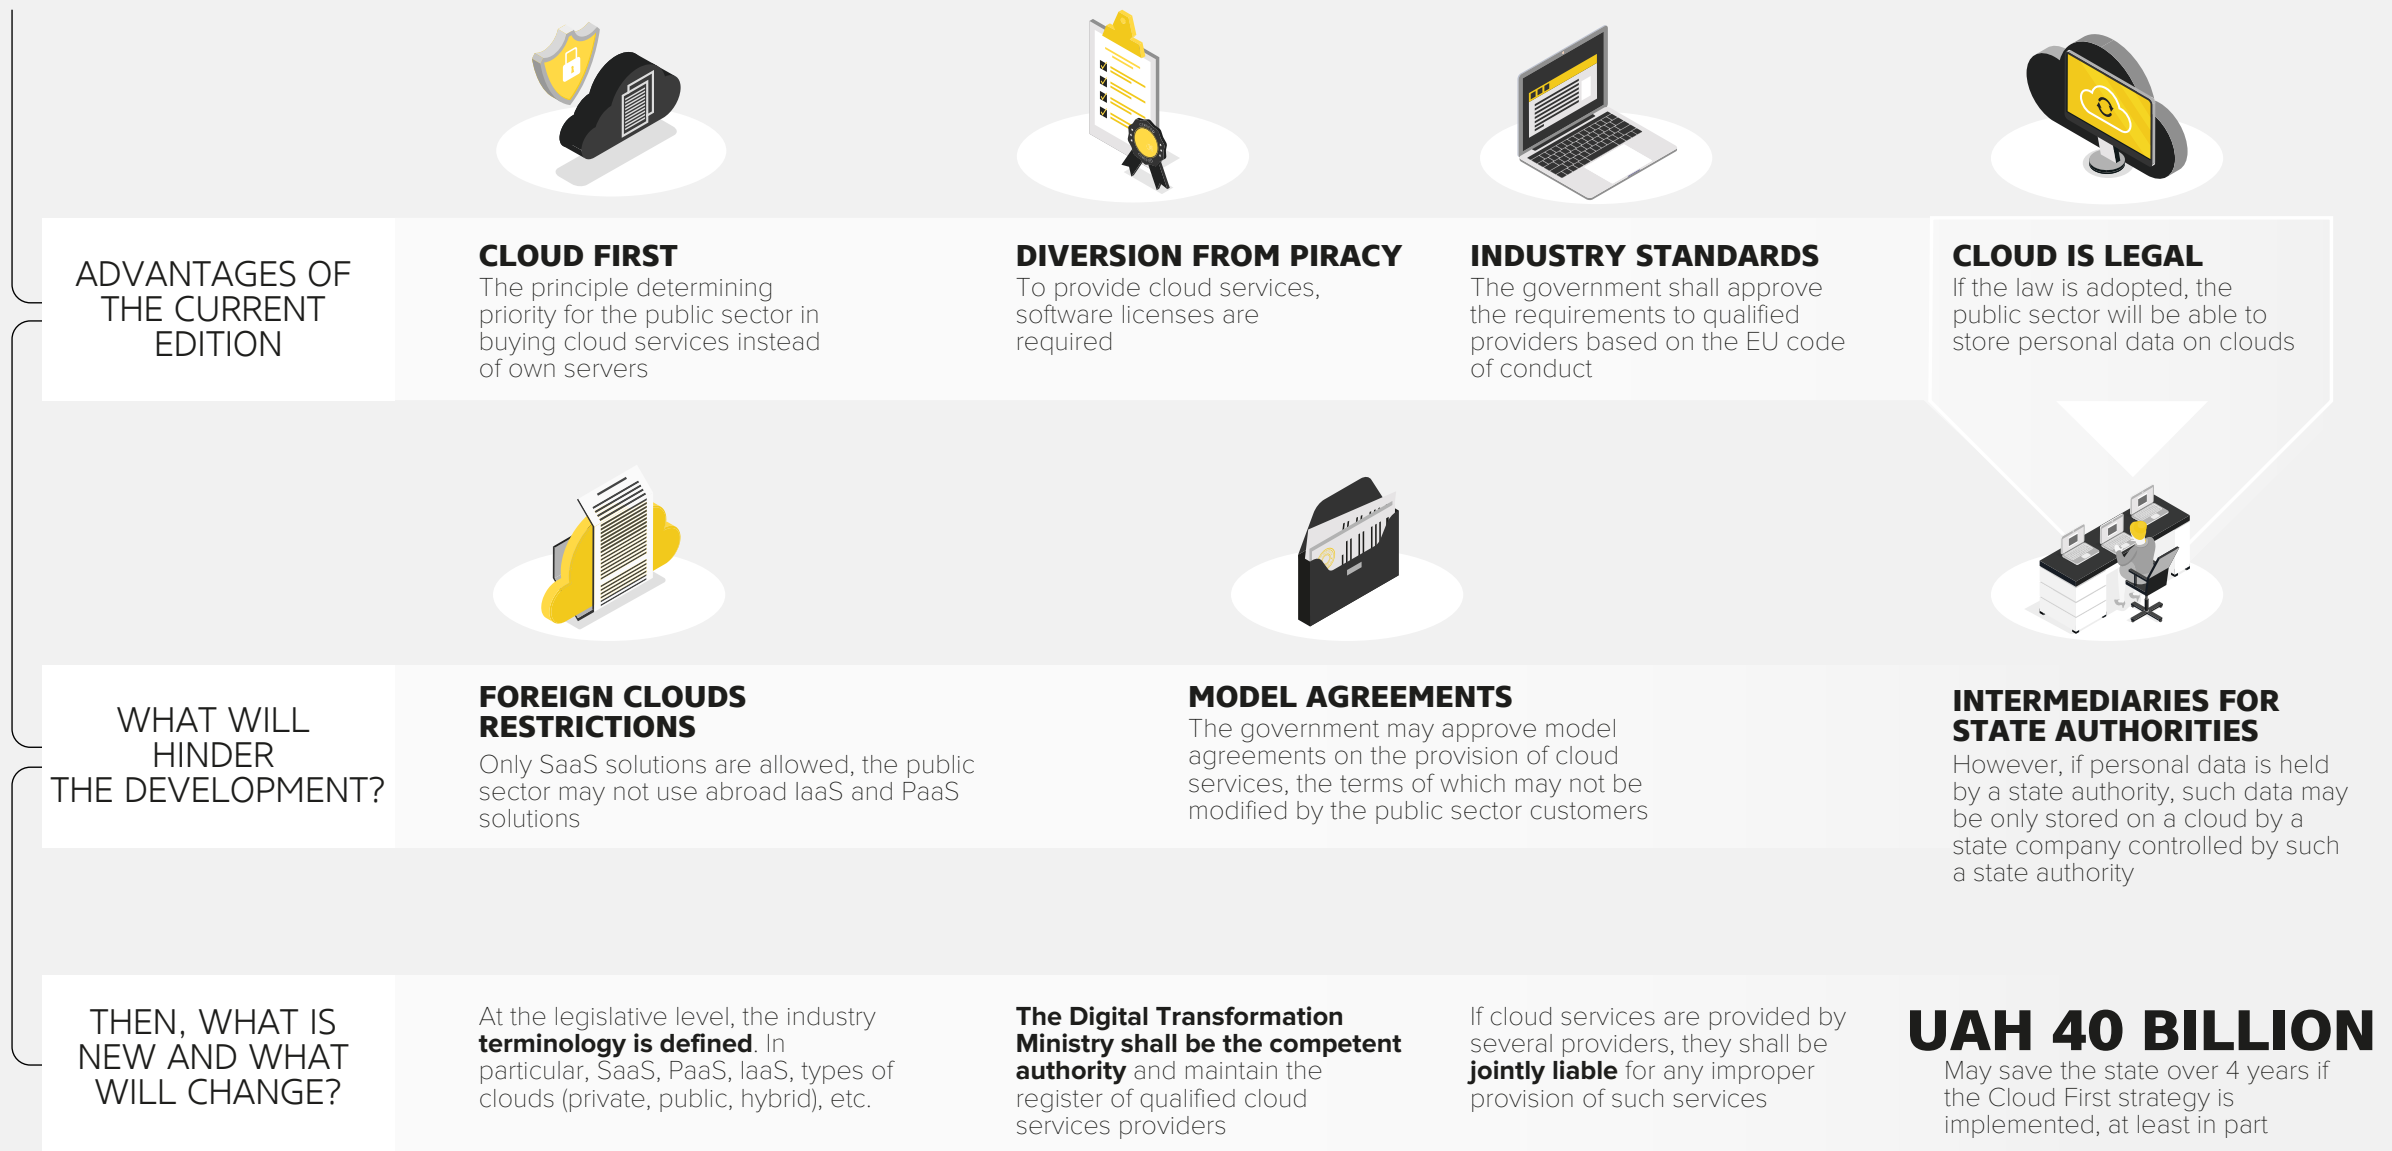 ADVANTAGES OF
THE CURRENT
EDITION
CLOUD FIRST
The principle determining
priority for the public sector in
buying cloud services instead
of own servers
DIVERSION FROM PIRACY
To provide cloud services,
software licenses are
required
INDUSTRY STANDARDS
The government shall approve
the requirements to qualified
providers based on the EU code
of conduct
CLOUD IS LEGAL
If the law is adopted, the
public sector will be able to
store personal data on clouds
WHAT WILL
HINDER
THE DEVELOPMENT?
FOREIGN CLOUDS
RESTRICTIONS
Only SaaS solutions are allowed, the public
sector may not use abroad IaaS and PaaS
solutions
MODEL AGREEMENTS
The government may approve model
agreements on the provision of cloud
services, the terms of which may not be
modified by the public sector customers
INTERMEDIARIES FOR
STATE AUTHORITIES
However, if personal data is held
by a state authority, such data may
be only stored on a cloud by a
state company controlled by such
a state authority
THEN, WHAT IS
NEW AND WHAT
WILL CHANGE?
At the legislative level, the industry
terminology is defined. In
particular, SaaS, PaaS, IaaS, types of
clouds (private, public, hybrid), etc.
The Digital Transformation
Ministry shall be the competent
authority and maintain the
register of qualified cloud
services providers
If cloud services are provided by
several providers, they shall be
jointly liable for any improper
provision of such services
UAH 40 BILLION
May save the state over 4 years if
the Cloud First strategy is
implemented, at least in part